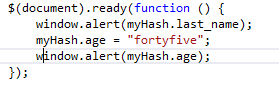 $(document).ready(function () {
    window.alert(myHash.last_name);
    myHash.age = "fortyfive";
    window.alert(myHash.age);
});